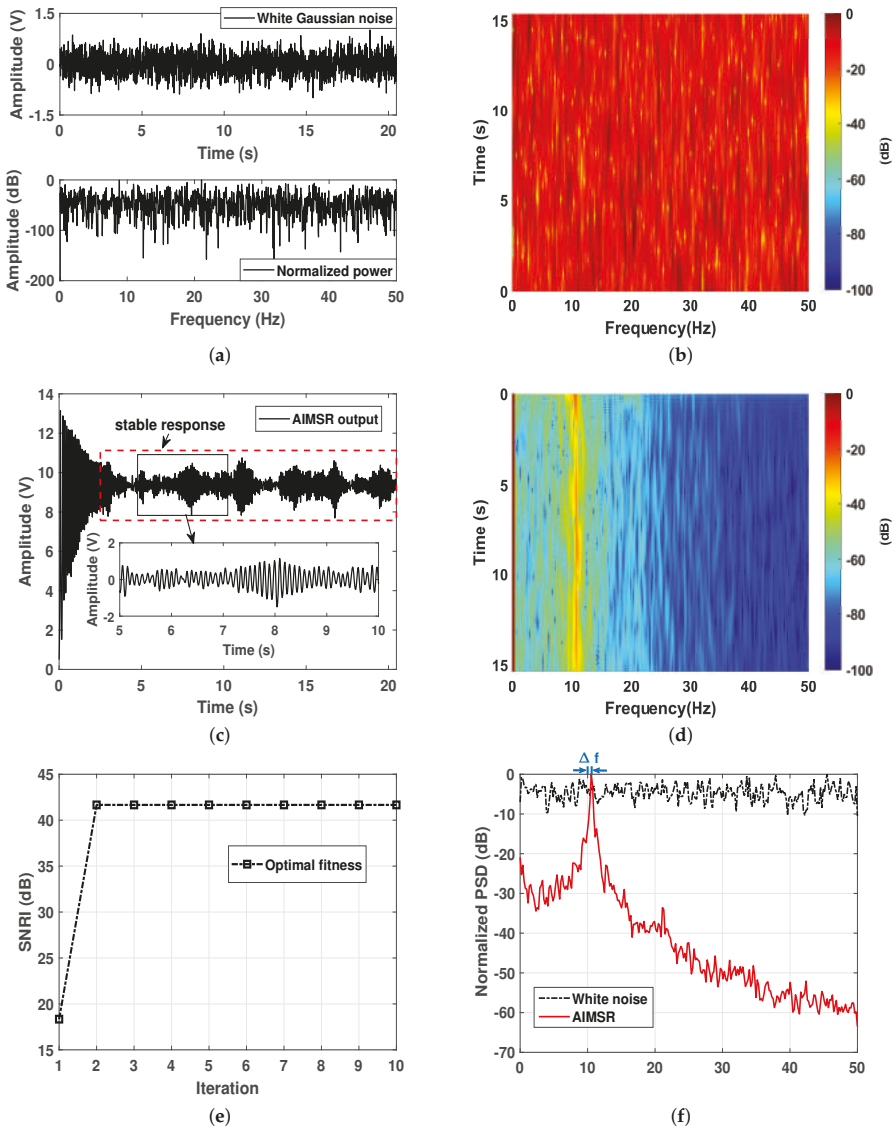 Amplitude (V)
1.5
0
-1.5
White Gaussian noise
0 5 10 15 20
Time (s)
Amplitude (dB)
0
-100
-200
Normalized power
0 10 20 30 40 50
Frequency (Hz)
(a)
Time (s)
15
10
5
0
0 10 20 30 40 50
Frequency(Hz)
0
-20
-40
-60
-80
-100
(dB)
(b)
Amplitude (V)
14
12
10
8
6
4
2
0
stable response
AIMSR output
Amplitude (V)
2
0
-2
5 6 7 8 9 10
Time (s)
0 5 10 15 20
Time (s)
(c)
Time (s)
0
5
10
15
0 10 20 30 40 50
Frequency(Hz)
0
-20
-40
-60
-80
-100
(dB)
(d)
SNRI (dB)
45
40
35
30
25
20
15
Optimal fitness
1 2 3 4 5 6 7 8 9 10
Iteration
(e)
Δ f
Normalized PSD (dB)
0
-10
-20
-30
-40
-50
-60
-70
White noise
AIMSR
0 10 20 30 40 50
(f)